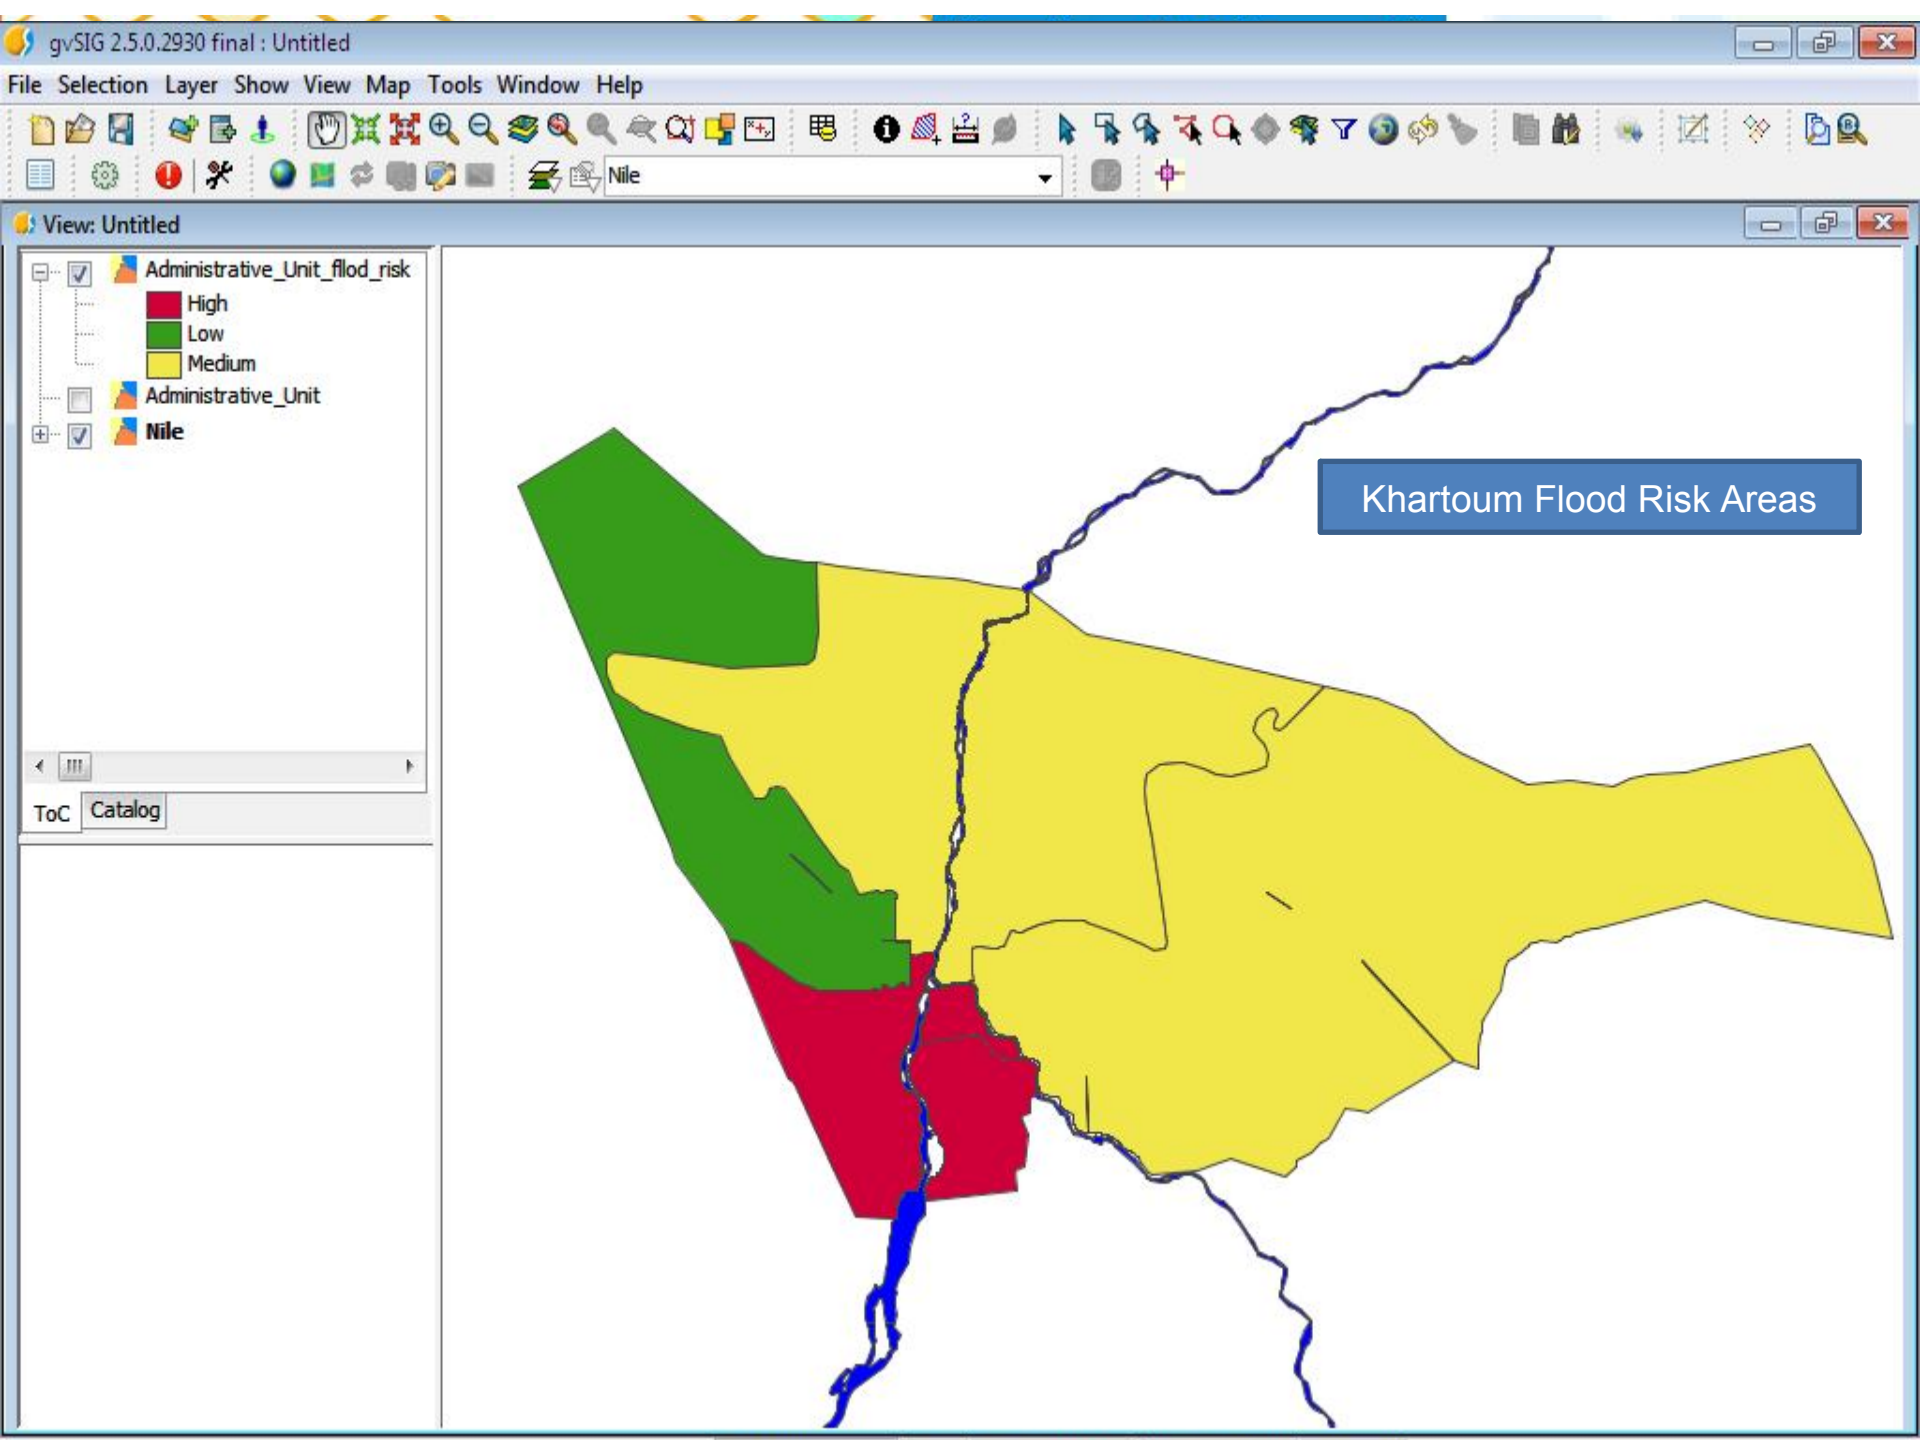 gvSIG 2.5.0.2930 final : Untitled
File Selection Layer Show View Map Tools Window Help
Nile
View: Untitled
Administrative_Unit_fllod_risk
High
Low
Medium
Administrative_Unit
Nile
Khartoum Flood Risk Areas
ToC Catalog